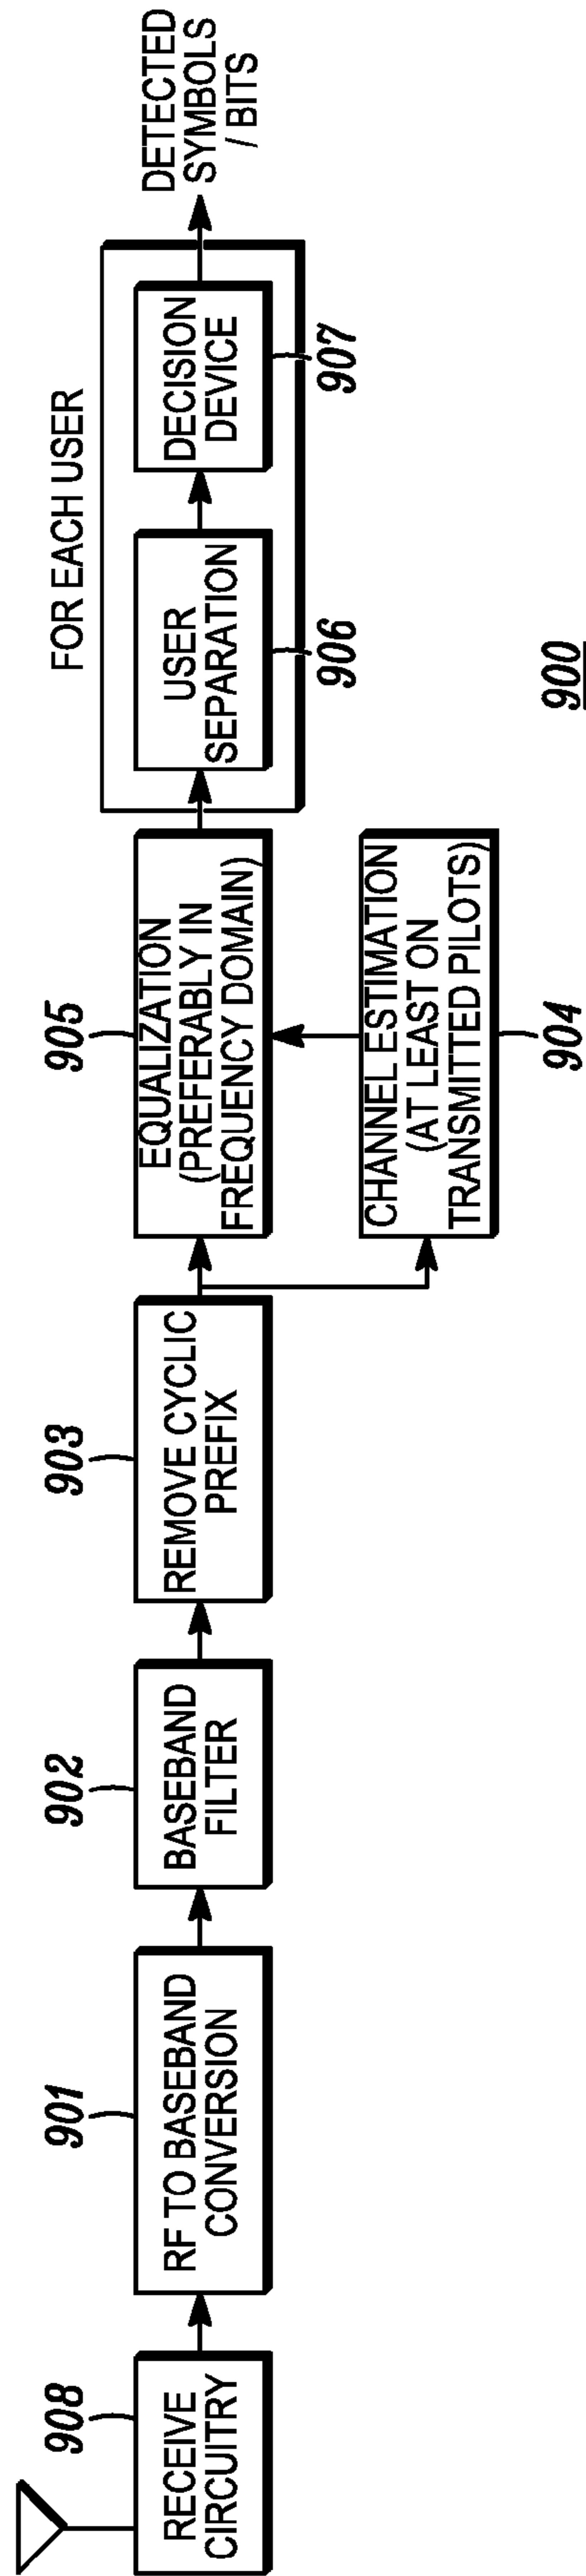 908
RECEIVE
CIRCUITRY
901
RF TO BASEBAND
CONVERSION
902
BASEBAND
FILTER
903
REMOVE CYCLIC
PREFIX
905
EQUALIZATION
(PREFERABLY IN
FREQUENCY DOMAIN)
CHANNEL ESTIMATION
(AT LEAST ON
TRANSMITTED PILOTS)
904
FOR EACH USER
USER
SEPARATION
906
DECISION
DEVICE
907
DETECTED
SYMBOLS
/ BITS
900